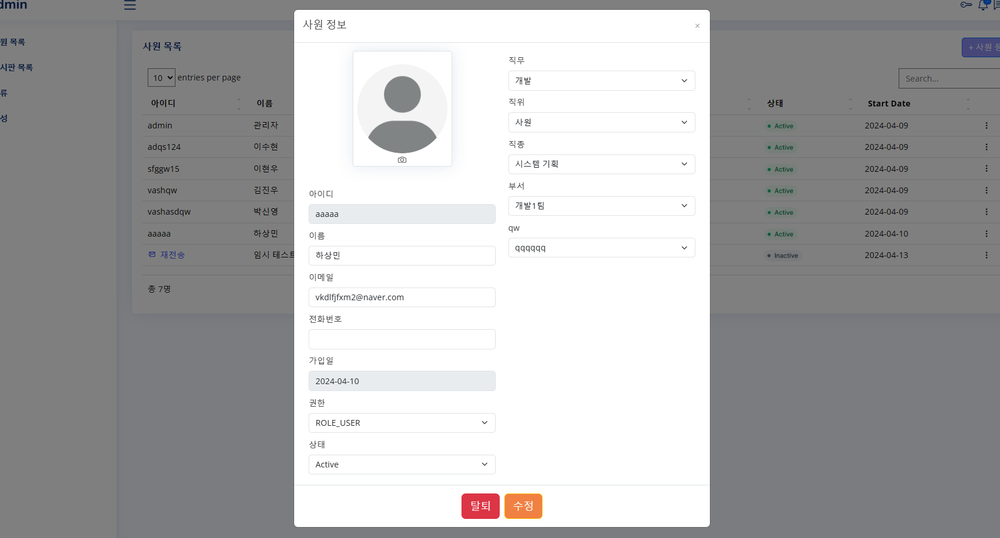 dmin
원 목록
시판 목록
류
성
사원 목록
+ 사원 등
10 entries per page
Search...
아이디 이름 상태 Start Date
admin 관리자 Active 2024-04-09
adqs124 이수현 Active 2024-04-09
sfggw15 이현우 Active 2024-04-09
vashqw 김진우 Active 2024-04-09
vashasdqw 박신영 Active 2024-04-09
aaaaa 하상민 Active 2024-04-10
재전송 임시 테스트 Inactive 2024-04-13
총 7명
사원 정보
×
아이디
aaaaa
이름
하상민
이메일
vkdlfjfxm2@naver.com
전화번호
가입일
2024-04-10
권한
ROLE_USER
상태
Active
직무
개발
직위
사원
직종
시스템 기획
부서
개발1팀
qw
qqqqqq
탈퇴 수정